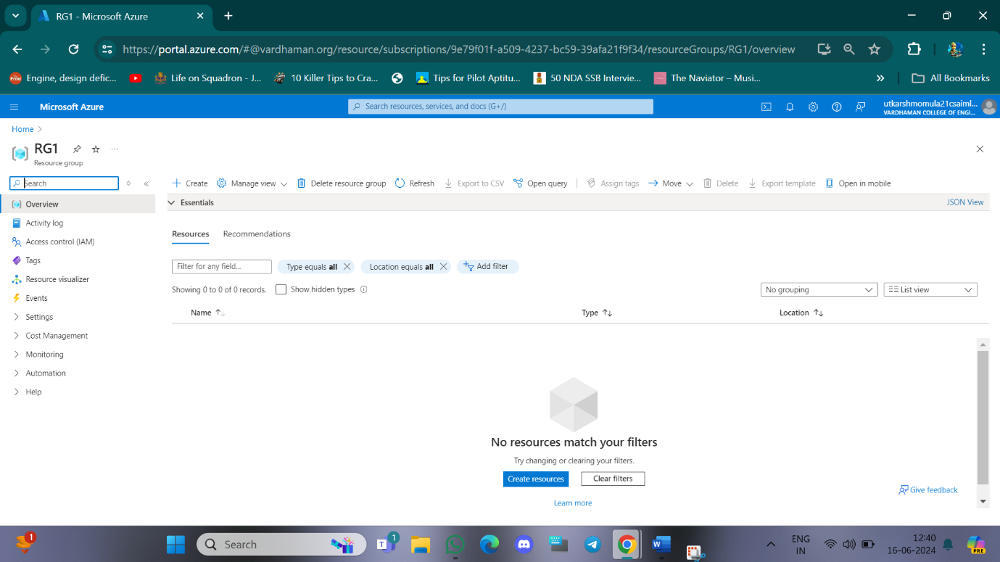 RG1 - Microsoft Azure
https://portal.azure.com/#@vardhaman.org/resource/subscriptions/9e79f01f-a509-4237-bc59-39afa21f9f34/resourceGroups/RG1/overview
Engine, design defic... Life on Squadron - J... 10 Killer Tips to Cra... Tips for Pilot Aptitu... 50 NDA SSB Intervie... The Naviator – Musi... » All Bookmarks
Microsoft Azure Search resources, services, and docs (G+/) utkarshmomula21csaiml...
VARDHAMAN COLLEGE OF ENGI...
Home >
RG1 ...
Resource group
Search « Create Manage view Delete resource group Refresh Export to CSV Open query Assign tags Move Delete Export template Open in mobile
Overview
Activity log
Access control (IAM)
Tags
Resource visualizer
Events
Settings
Cost Management
Monitoring
Automation
Help
Essentials JSON View
Resources Recommendations
Filter for any field... Type equals all Location equals all Add filter
Showing 0 to 0 of 0 records. Show hidden types No grouping List view
Name Type Location
No resources match your filters
Try changing or clearing your filters.
Create resources Clear filters
Give feedback
Learn more
1 Search T 1 W ENG
IN 12:40
16-06-2024 PRE